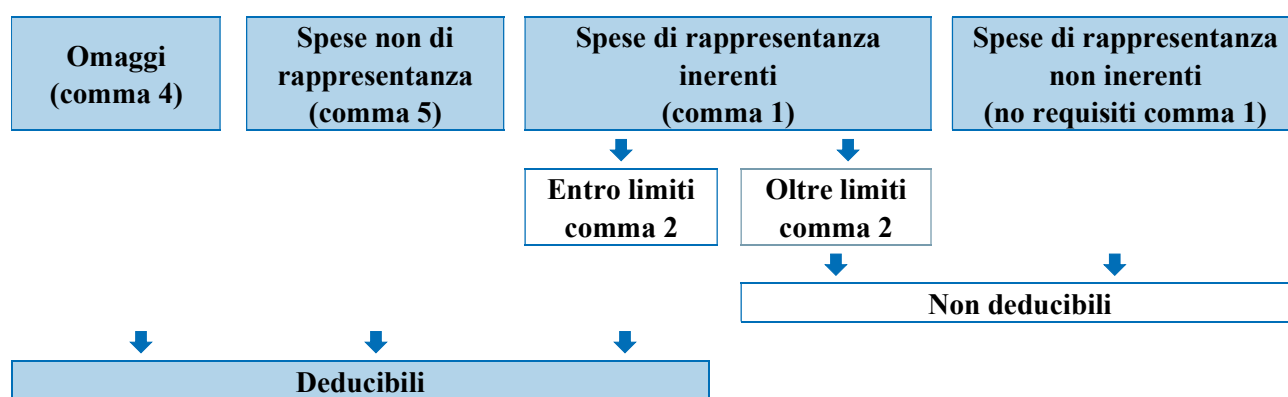 Omaggi
(comma 4)
Spese non di
rappresentanza
(comma 5)
Spese di rappresentanza
inerenti
(comma 1)
Spese di rappresentanza
non inerenti
(no requisiti comma 1)
Entro limiti
comma 2
Oltre limiti
comma 2
Non deducibili
Deducibili